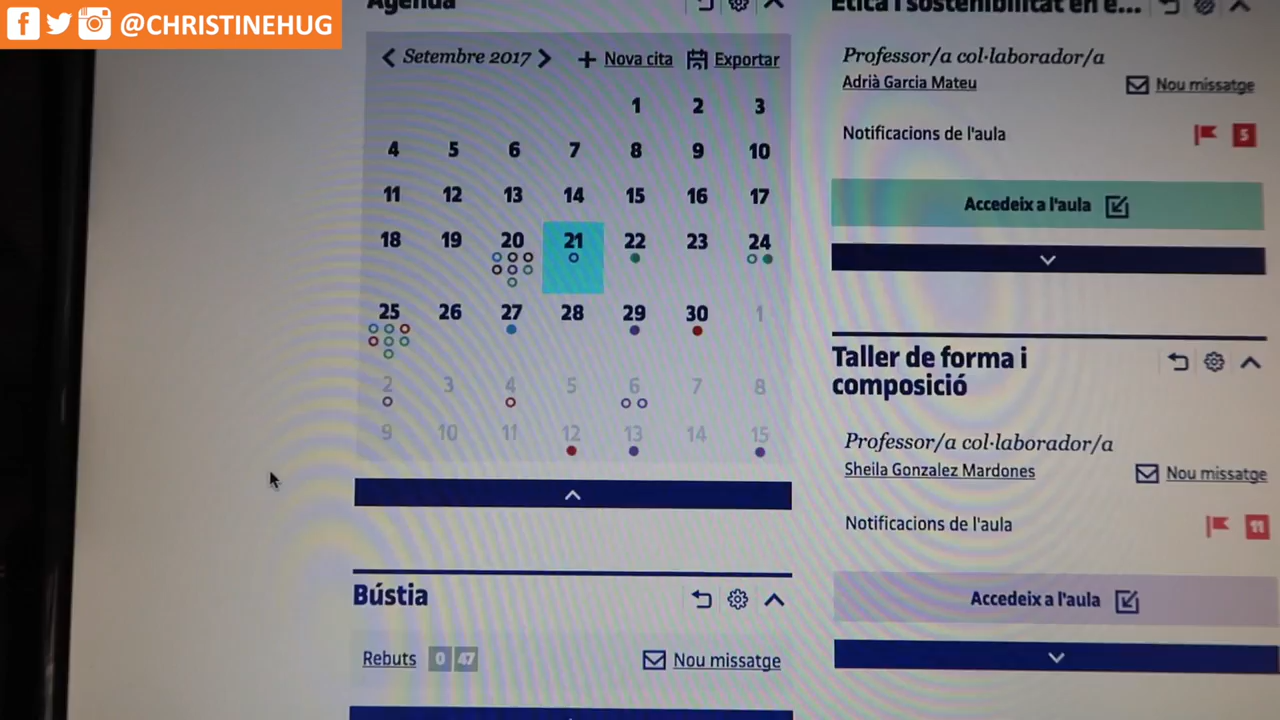 @CHRISTINEHUG
Agenda
Setembre 2017
Nova cita
Exportar
1 2 3
4 5 6 7 8 9 10
11 12 13 14 15 16 17
18 19 20 21 22 23 24
25 26 27 28 29 30 1
2 3 4 5 6 7 8
9 10 11 12 13 14 15
Bústia
Rebuts 0 47
Nou missatge
Ètica i sostenibilitat en e...
Professor/a col·laborador/a
Adrià Garcia Mateu
Nou missatge
Notificacions de l'aula
5
Accedeix a l'aula
Taller de forma i
composició
Professor/a col·laborador/a
Sheila Gonzalez Mardones
Nou missatge
Notificacions de l'aula
11
Accedeix a l'aula